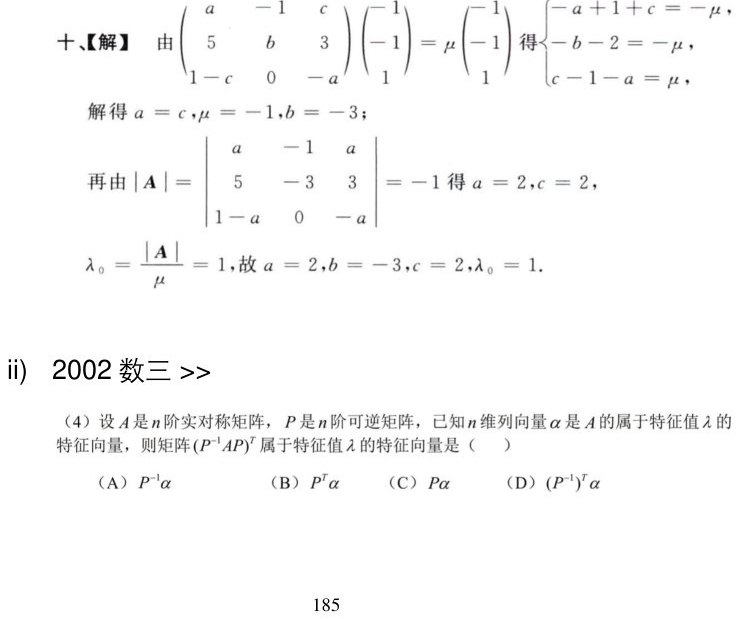 十、【解】 由 $\begin{pmatrix} a & -1 & c \\ 5 & b & 3 \\ 1-c & 0 & -a \end{pmatrix}\begin{pmatrix} -1 \\ -1 \\ 1 \end{pmatrix} = \mu \begin{pmatrix} -1 \\ -1 \\ 1 \end{pmatrix}$ 得 $\begin{cases} -a+1+c=-\mu, \\ -b-2=-\mu, \\ c-1-a=\mu, \end{cases}$
解得 a = c, μ = -1, b = -3;
再由 $|A| = \begin{vmatrix} a & -1 & a \\ 5 & -3 & 3 \\ 1-a & 0 & -a \end{vmatrix} = -1$ 得 a = 2, c = 2,
$\lambda_0 = \frac{|A|}{\mu} = 1$, 故 a = 2, b = -3, c = 2, $\lambda_0 = 1$.
ii) 2002 数三 >>
（4）设 A 是 n 阶实对称矩阵，P 是 n 阶可逆矩阵，已知 n 维列向量 α 是 A 的属于特征值 λ 的
特征向量，则矩阵 $(P^{-1}AP)^T$ 属于特征值 λ 的特征向量是（ ）
（A）$P^{-1}\alpha$ （B）$P^T\alpha$ （C）$P\alpha$ （D）$(P^{-1})^T\alpha$
185